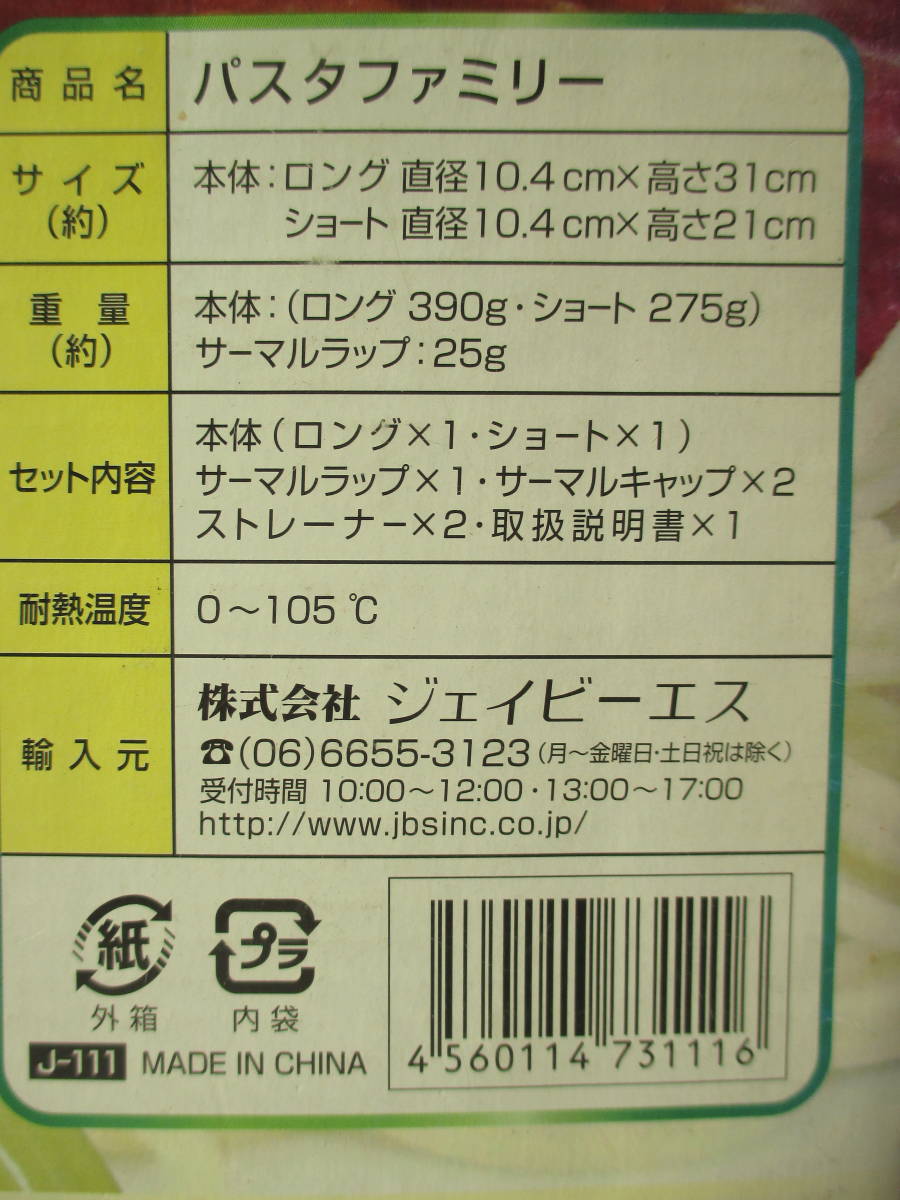 商品名 パスタファミリー
サイズ(約) 本体：ロング 直径10.4cm×高さ31cm
ショート 直径10.4cm×高さ21cm
重量(約) 本体：(ロング 390g・ショート 275g)
サーマルラップ：25g
セット内容 本体(ロング×1・ショート×1)
サーマルラップ×1・サーマルキャップ×2
ストレーナー×2・取扱説明書×1
耐熱温度 0～105℃
輸入元 株式会社 ジェイビーエス
☎(06)6655-3123(月～金曜日・土日祝は除く)
受付時間 10:00～12:00・13:00～17:00
http://www.jbsinc.co.jp/
紙 プラ
外箱 内袋
J-111 MADE IN CHINA
4 560114 731116